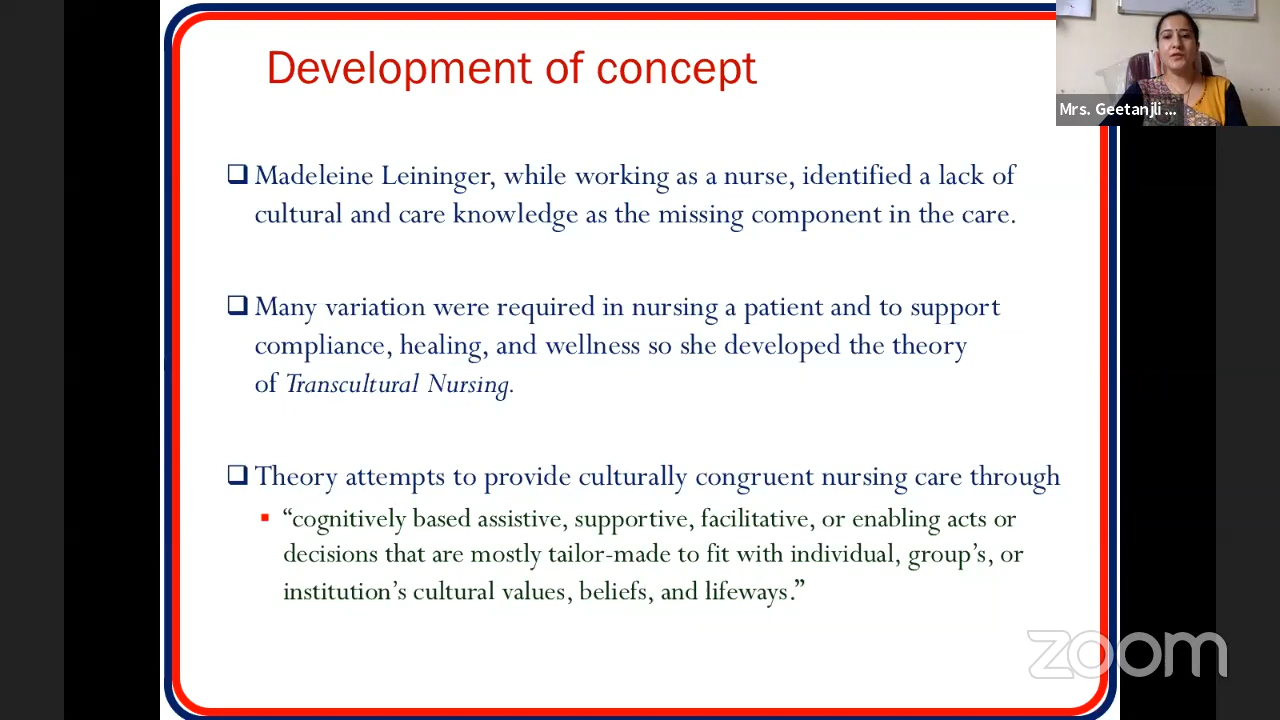 Development of concept
Mrs. Geetanjli ...
Madeleine Leininger, while working as a nurse, identified a lack of
cultural and care knowledge as the missing component in the care.
Many variation were required in nursing a patient and to support
compliance, healing, and wellness so she developed the theory
of Transcultural Nursing.
Theory attempts to provide culturally congruent nursing care through
“cognitively based assistive, supportive, facilitative, or enabling acts or
decisions that are mostly tailor-made to fit with individual, group’s, or
institution’s cultural values, beliefs, and lifeways.”
zoom